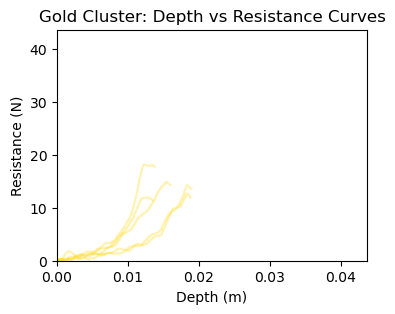 Gold Cluster: Depth vs Resistance Curves
40
30
20
10
0
Resistance (N)
0.00 0.01 0.02 0.03 0.04
Depth (m)